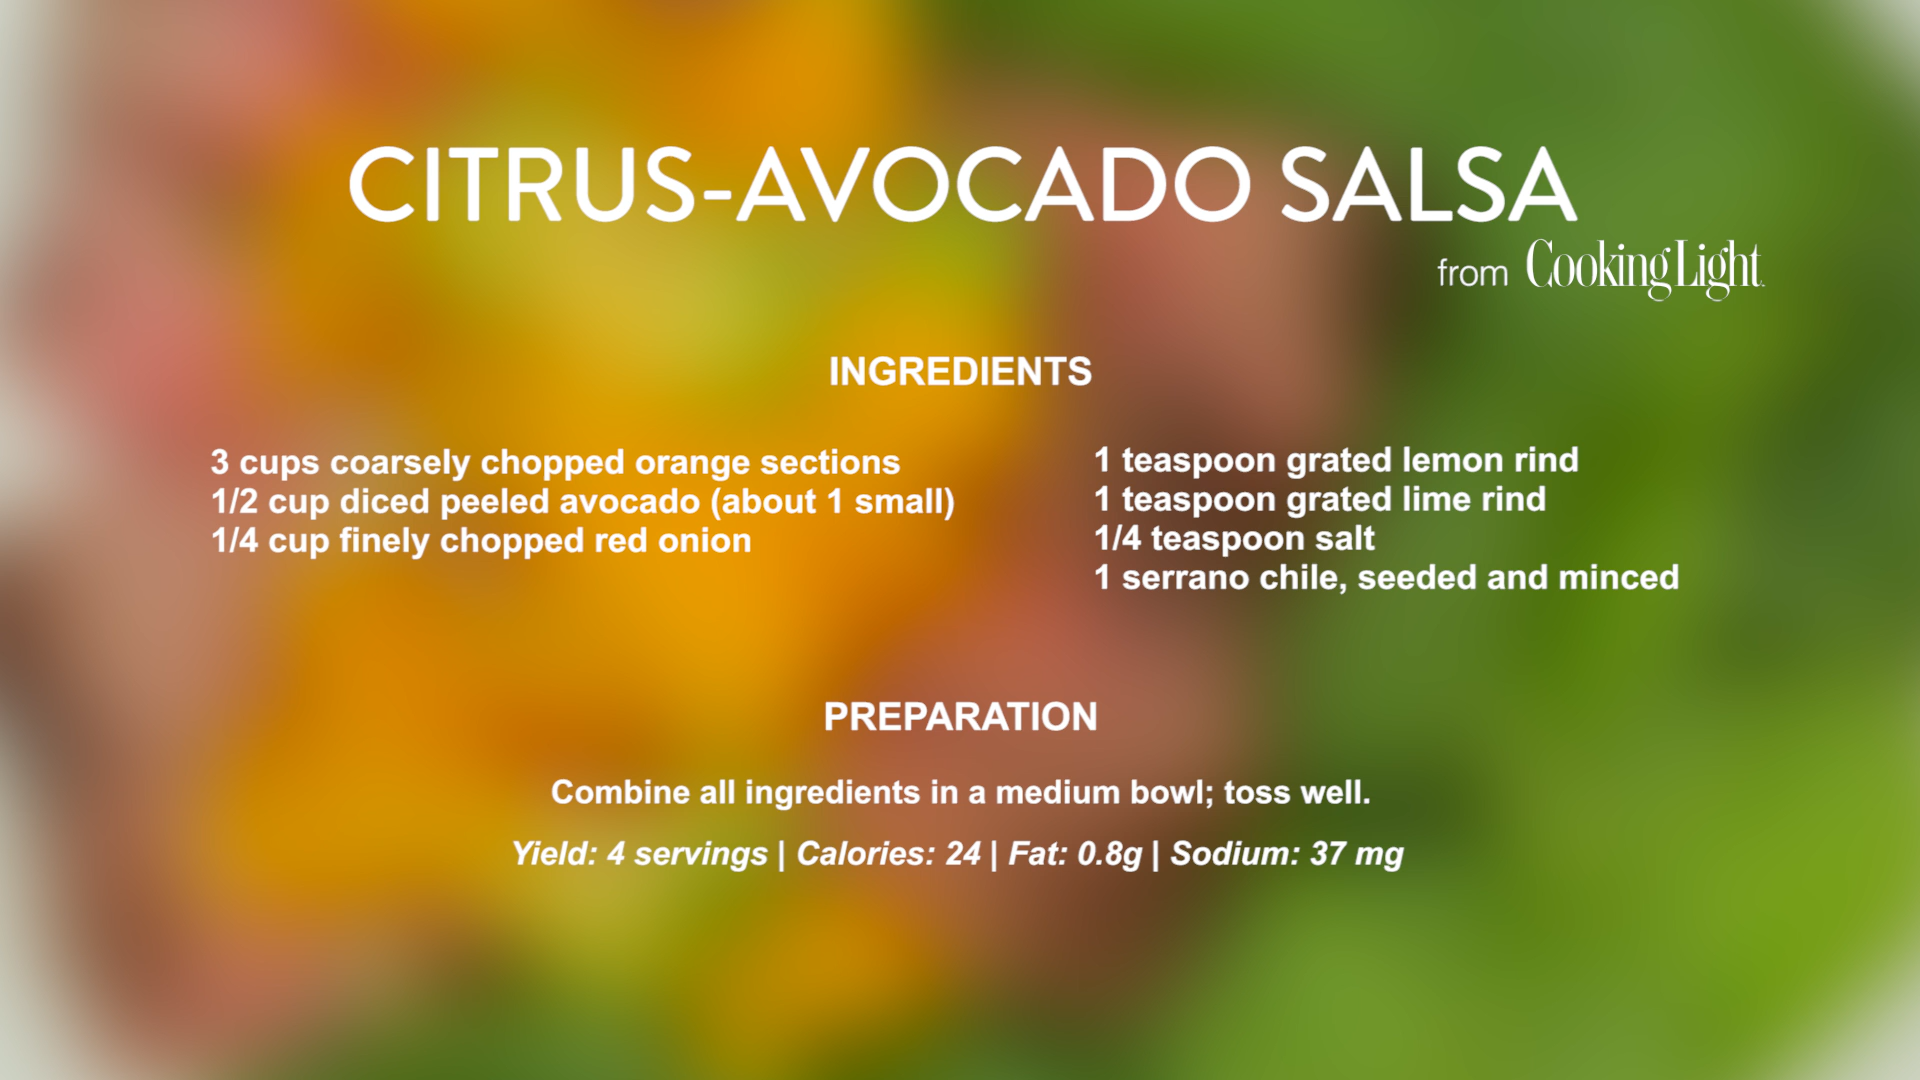 CITRUS-AVOCADO SALSA
from Cooking Light
INGREDIENTS
3 cups coarsely chopped orange sections
1/2 cup diced peeled avocado (about 1 small)
1/4 cup finely chopped red onion
1 teaspoon grated lemon rind
1 teaspoon grated lime rind
1/4 teaspoon salt
1 serrano chile, seeded and minced
PREPARATION
Combine all ingredients in a medium bowl; toss well.
Yield: 4 servings | Calories: 24 | Fat: 0.8g | Sodium: 37 mg